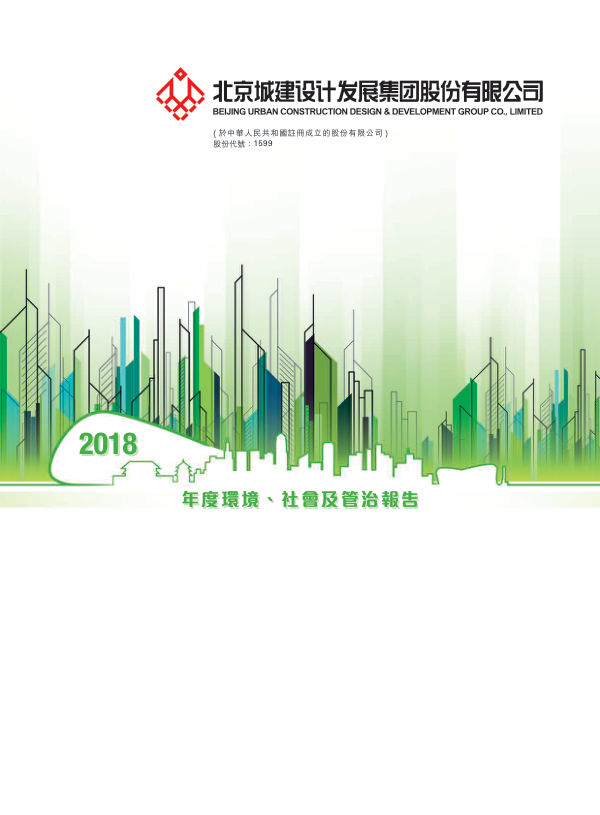 北京城建设计发展集团股份有限公司
BEIJING URBAN CONSTRUCTION DESIGN & DEVELOPMENT GROUP CO., LIMITED
(於中華人民共和國註冊成立的股份有限公司)
股份代號：1599
2018
年度環境、社會及管治報告